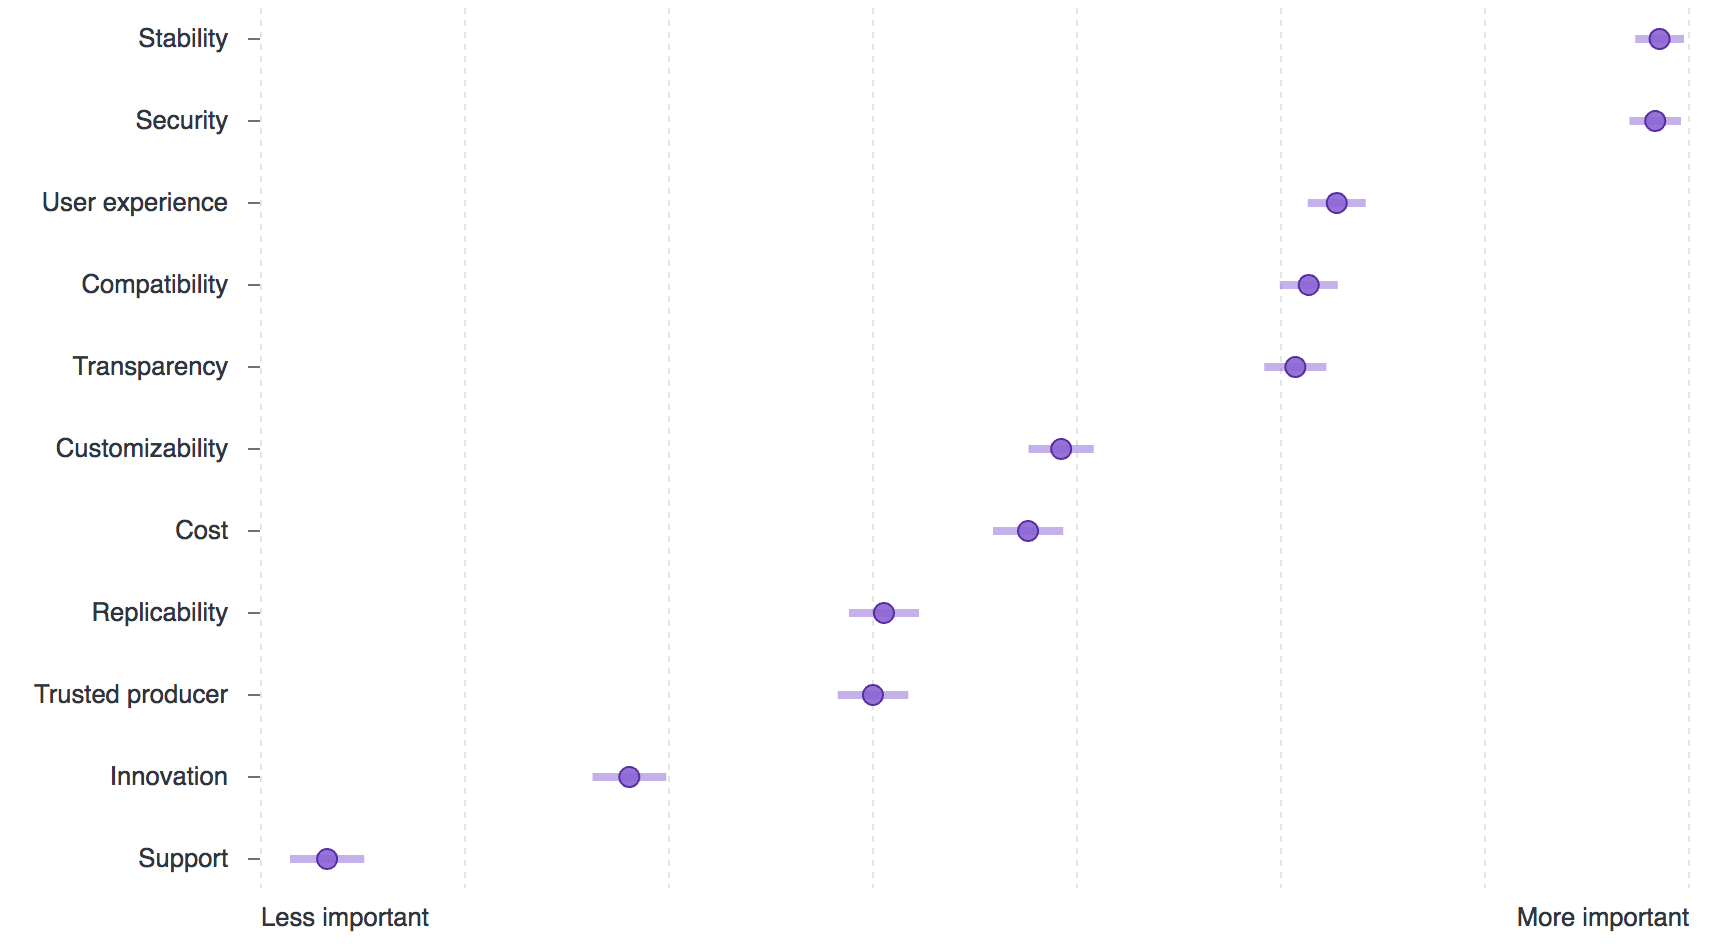 Stability
Security
User experience
Compatibility
Transparency
Customizability
Cost
Replicability
Trusted producer
Innovation
Support
Less important
More important